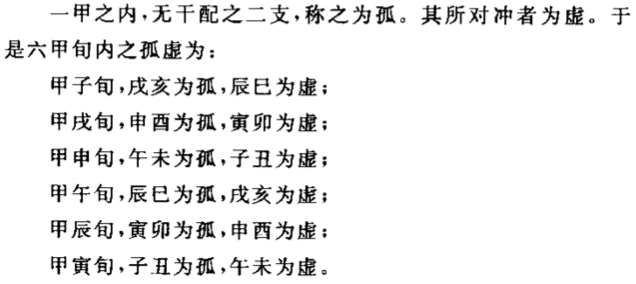 一甲之内，无干配之二支，称之为孤。其所对冲者为虚。于
是六甲旬内之孤虚为：
甲子旬，戌亥为孤，辰巳为虚；
甲戌旬，申酉为孤，寅卯为虚；
甲申旬，午未为孤，子丑为虚；
甲午旬，辰巳为孤，戌亥为虚；
甲辰旬，寅卯为孤，申酉为虚；
甲寅旬，子丑为孤，午未为虚。